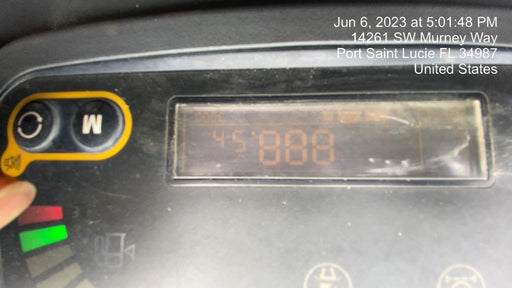 Jun 6, 2023 at 5:01:48 PM
14261 SW Murney Way
Port Saint Lucie FL 34987
United States
M
888